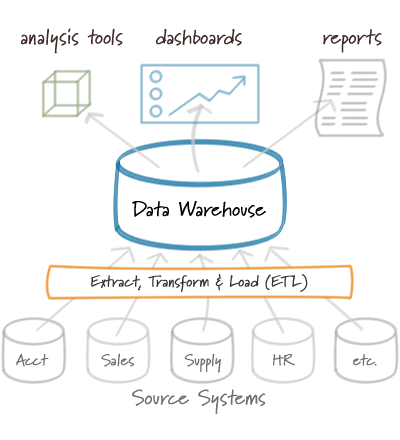 analysis tools
dashboards
reports
Data Warehouse
Extract, Transform & Load (ETL)
Acct
Sales
Supply
HR
etc.
Source Systems